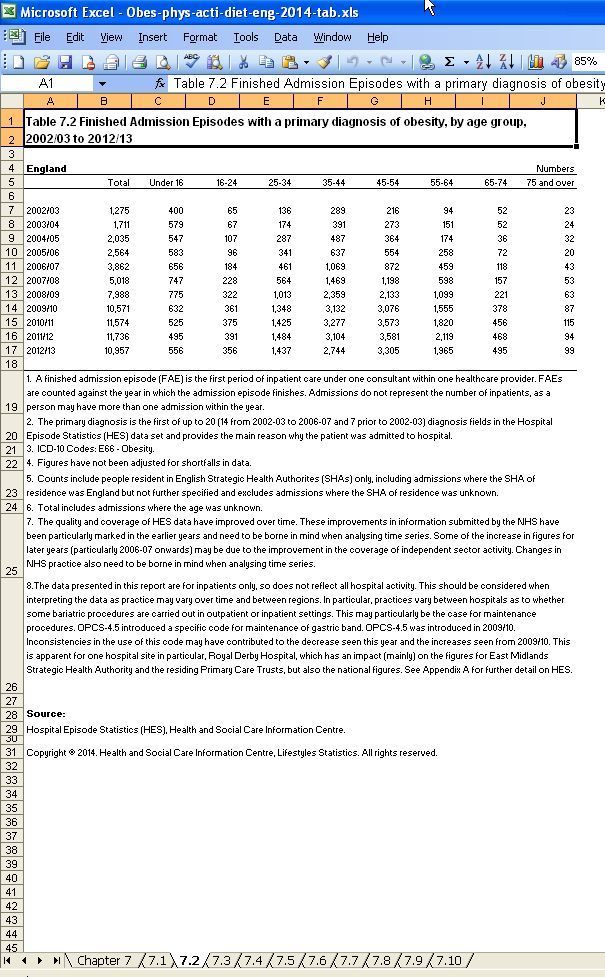 Microsoft Excel - Obes-phys-acti-diet-eng-2014-tab.xls
File Edit View Insert Format Tools Data Window Help
ABC Σ A Z Z A 85%
A1 fx Table 7.2 Finished Admission Episodes with a primary diagnosis of obesity
A B C D E F G H I J K
1 Table 7.2 Finished Admission Episodes with a primary diagnosis of obesity, by age group,
2 2002/03 to 2012/13
3
4 England Numbers
5 Total Under 16 16-24 25-34 35-44 45-54 55-64 65-74 75 and over
6
7 2002/03 1,275 400 65 136 289 216 94 52 23
8 2003/04 1,711 579 67 174 391 273 151 52 24
9 2004/05 2,035 547 107 287 487 364 174 36 32
10 2005/06 2,564 583 96 341 637 554 258 72 20
11 2006/07 3,862 656 184 461 1,069 872 459 118 43
12 2007/08 5,018 747 228 564 1,469 1,198 598 157 53
13 2008/09 7,988 775 322 1,013 2,359 2,133 1,099 221 63
14 2009/10 10,571 632 361 1,348 3,132 3,076 1,555 378 87
15 2010/11 11,574 525 375 1,425 3,277 3,573 1,820 456 115
16 2011/12 11,736 495 391 1,484 3,104 3,581 2,119 468 94
17 2012/13 10,957 556 356 1,437 2,744 3,305 1,965 495 99
18
1. A finished admission episode (FAE) is the first period of inpatient care under one consultant within one healthcare provider. FAEs
are counted against the year in which the admission episode finishes. Admissions do not represent the number of inpatients, as a
19 person may have more than one admission within the year.
2. The primary diagnosis is the first of up to 20 (14 from 2002-03 to 2006-07 and 7 prior to 2002-03) diagnosis fields in the Hospital
20 Episode Statistics (HES) data set and provides the main reason why the patient was admitted to hospital.
21 3. ICD-10 Codes: E66 - Obesity.
22 4. Figures have not been adjusted for shortfalls in data.
5. Counts include people resident in English Strategic Health Authorites (SHAs) only, including admissions where the SHA of
23 residence was England but not further specified and excludes admissions where the SHA of residence was unknown.
24 6. Total includes admissions where the age was unknown.
7. The quality and coverage of HES data have improved over time. These improvements in information submitted by the NHS have
been particularly marked in the earlier years and need to be borne in mind when analysing time series. Some of the increase in figures for
later years (particularly 2006-07 onwards) may be due to the improvement in the coverage of independent sector activity. Changes in
25 NHS practice also need to be borne in mind when analysing time series.
8.The data presented in this report are for inpatients only, so does not reflect all hospital activity. This should be considered when
interpreting the data as practice may vary over time and between regions. In particular, practices vary between hospitals as to whether
some bariatric procedures are carried out in outpatient or inpatient settings. This may particularly be the case for maintenance
procedures. OPCS-4.5 introduced a specific code for maintenance of gastric band. OPCS-4.5 was introduced in 2009/10.
Inconsistencies in the use of this code may have contributed to the decrease seen this year and the increases seen from 2009/10. This
is apparent for one hospital site in particular, Royal Derby Hospital, which has an impact (mainly) on the figures for East Midlands
Strategic Health Authority and the residing Primary Care Trusts, but also the national figures. See Appendix A for further detail on HES.
26
27
28 Source:
29 Hospital Episode Statistics (HES), Health and Social Care Information Centre.
30
31 Copyright © 2014. Health and Social Care Information Centre, Lifestyles Statistics. All rights reserved.
32
33
34
35
36
37
38
39
40
41
42
43
44
45
Chapter 7 7.1 7.2 7.3 7.4 7.5 7.6 7.7 7.8 7.9 7.10